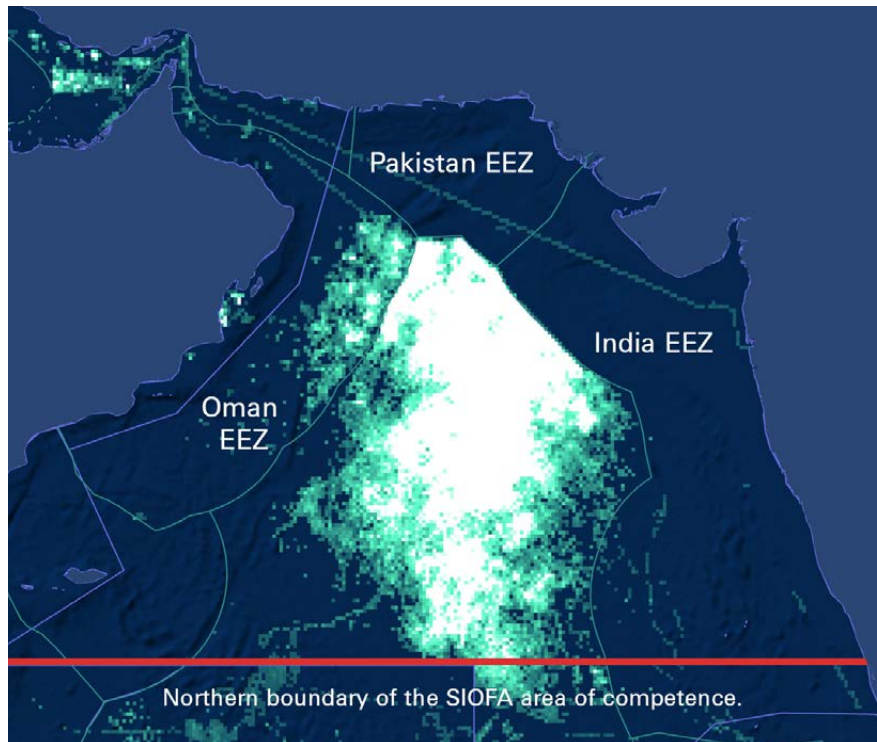 Pakistan EEZ
India EEZ
Oman
EEZ
Northern boundary of the SIOFA area of competence.